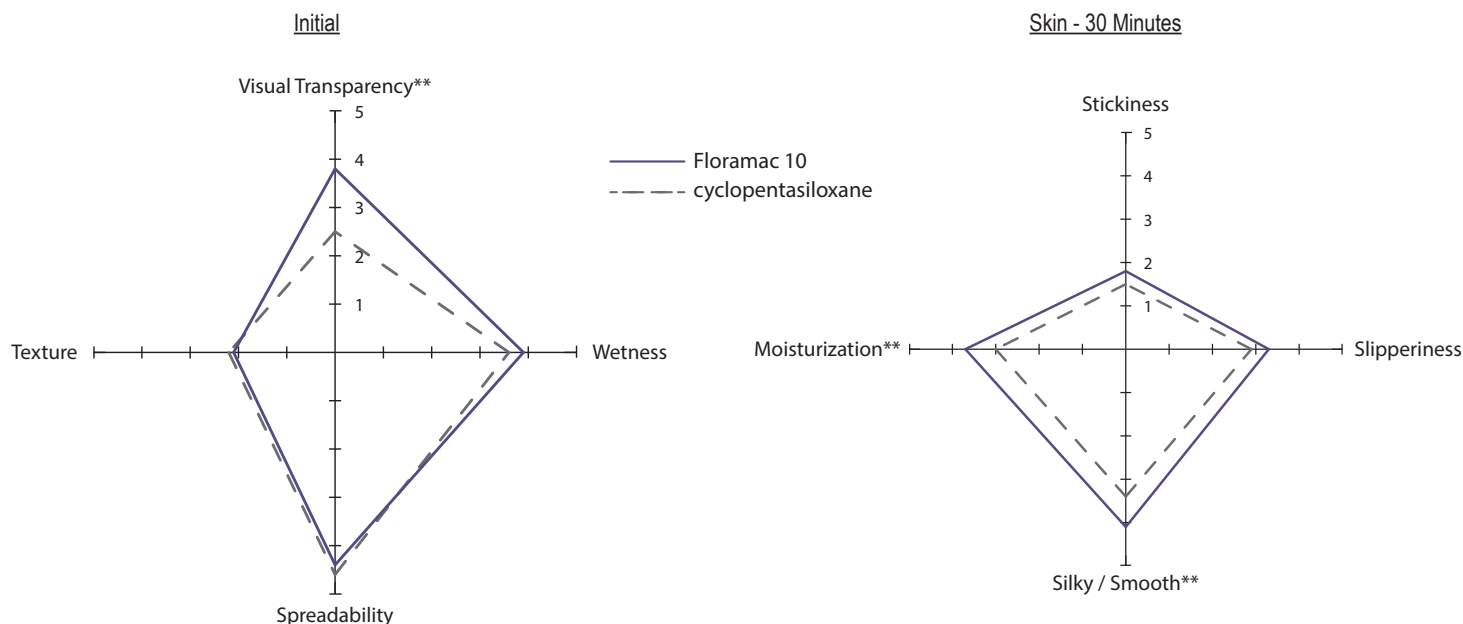 Initial
Visual Transparency**
5
4
3
2
1
Texture
Wetness
Spreadability
Floramac 10
cyclopentasiloxane
Skin - 30 Minutes
Stickiness
5
4
3
2
1
Moisturization**
Slipperiness
Silky / Smooth**